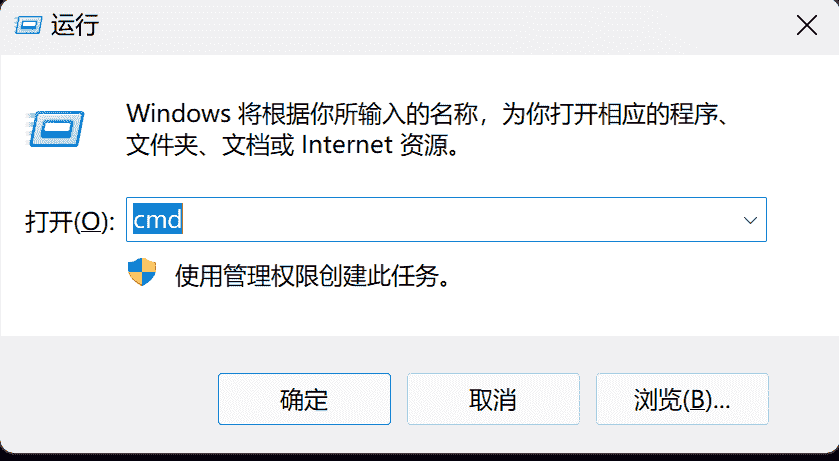 运行
Windows 将根据你所输入的名称，为你打开相应的程序、
文件夹、文档或 Internet 资源。
打开(O): cmd
使用管理权限创建此任务。
确定 取消 浏览(B)...